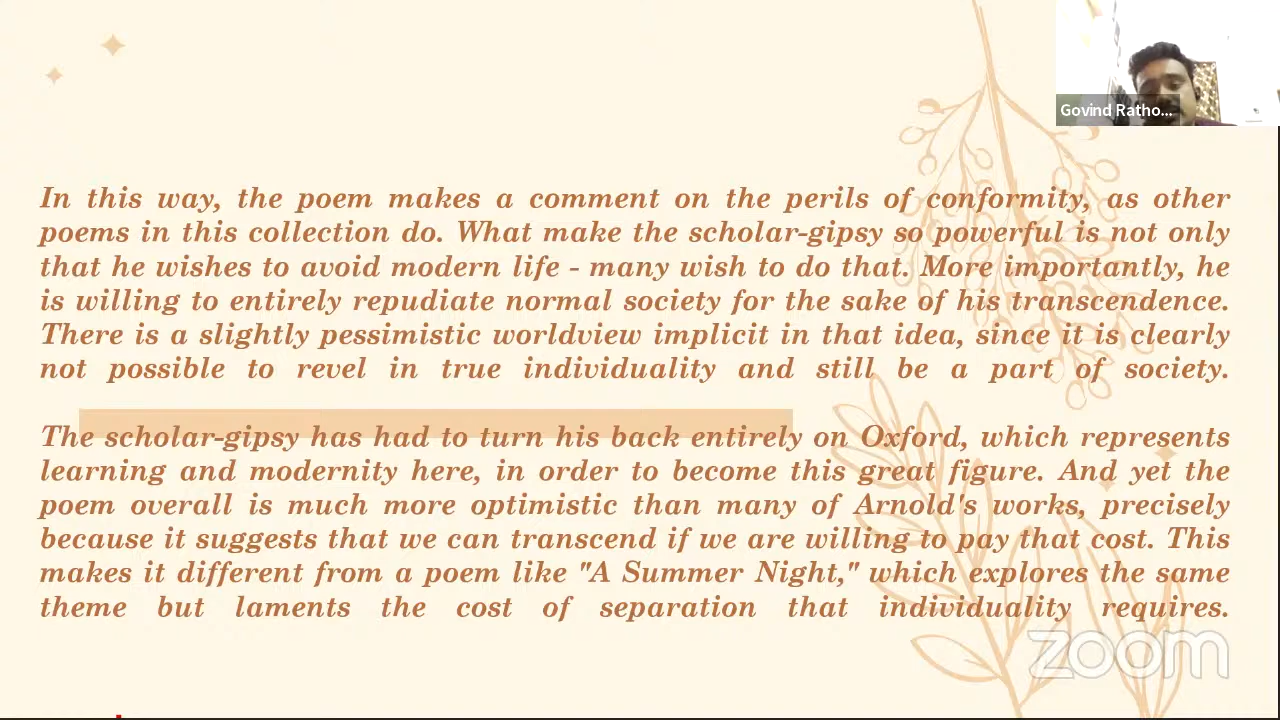 Govind Ratho...
In this way, the poem makes a comment on the perils of conformity, as other
poems in this collection do. What make the scholar-gipsy so powerful is not only
that he wishes to avoid modern life - many wish to do that. More importantly, he
is willing to entirely repudiate normal society for the sake of his transcendence.
There is a slightly pessimistic worldview implicit in that idea, since it is clearly
not possible to revel in true individuality and still be a part of society.
The scholar-gipsy has had to turn his back entirely on Oxford, which represents
learning and modernity here, in order to become this great figure. And yet the
poem overall is much more optimistic than many of Arnold's works, precisely
because it suggests that we can transcend if we are willing to pay that cost. This
makes it different from a poem like "A Summer Night," which explores the same
theme but laments the cost of separation that individuality requires.
zoom